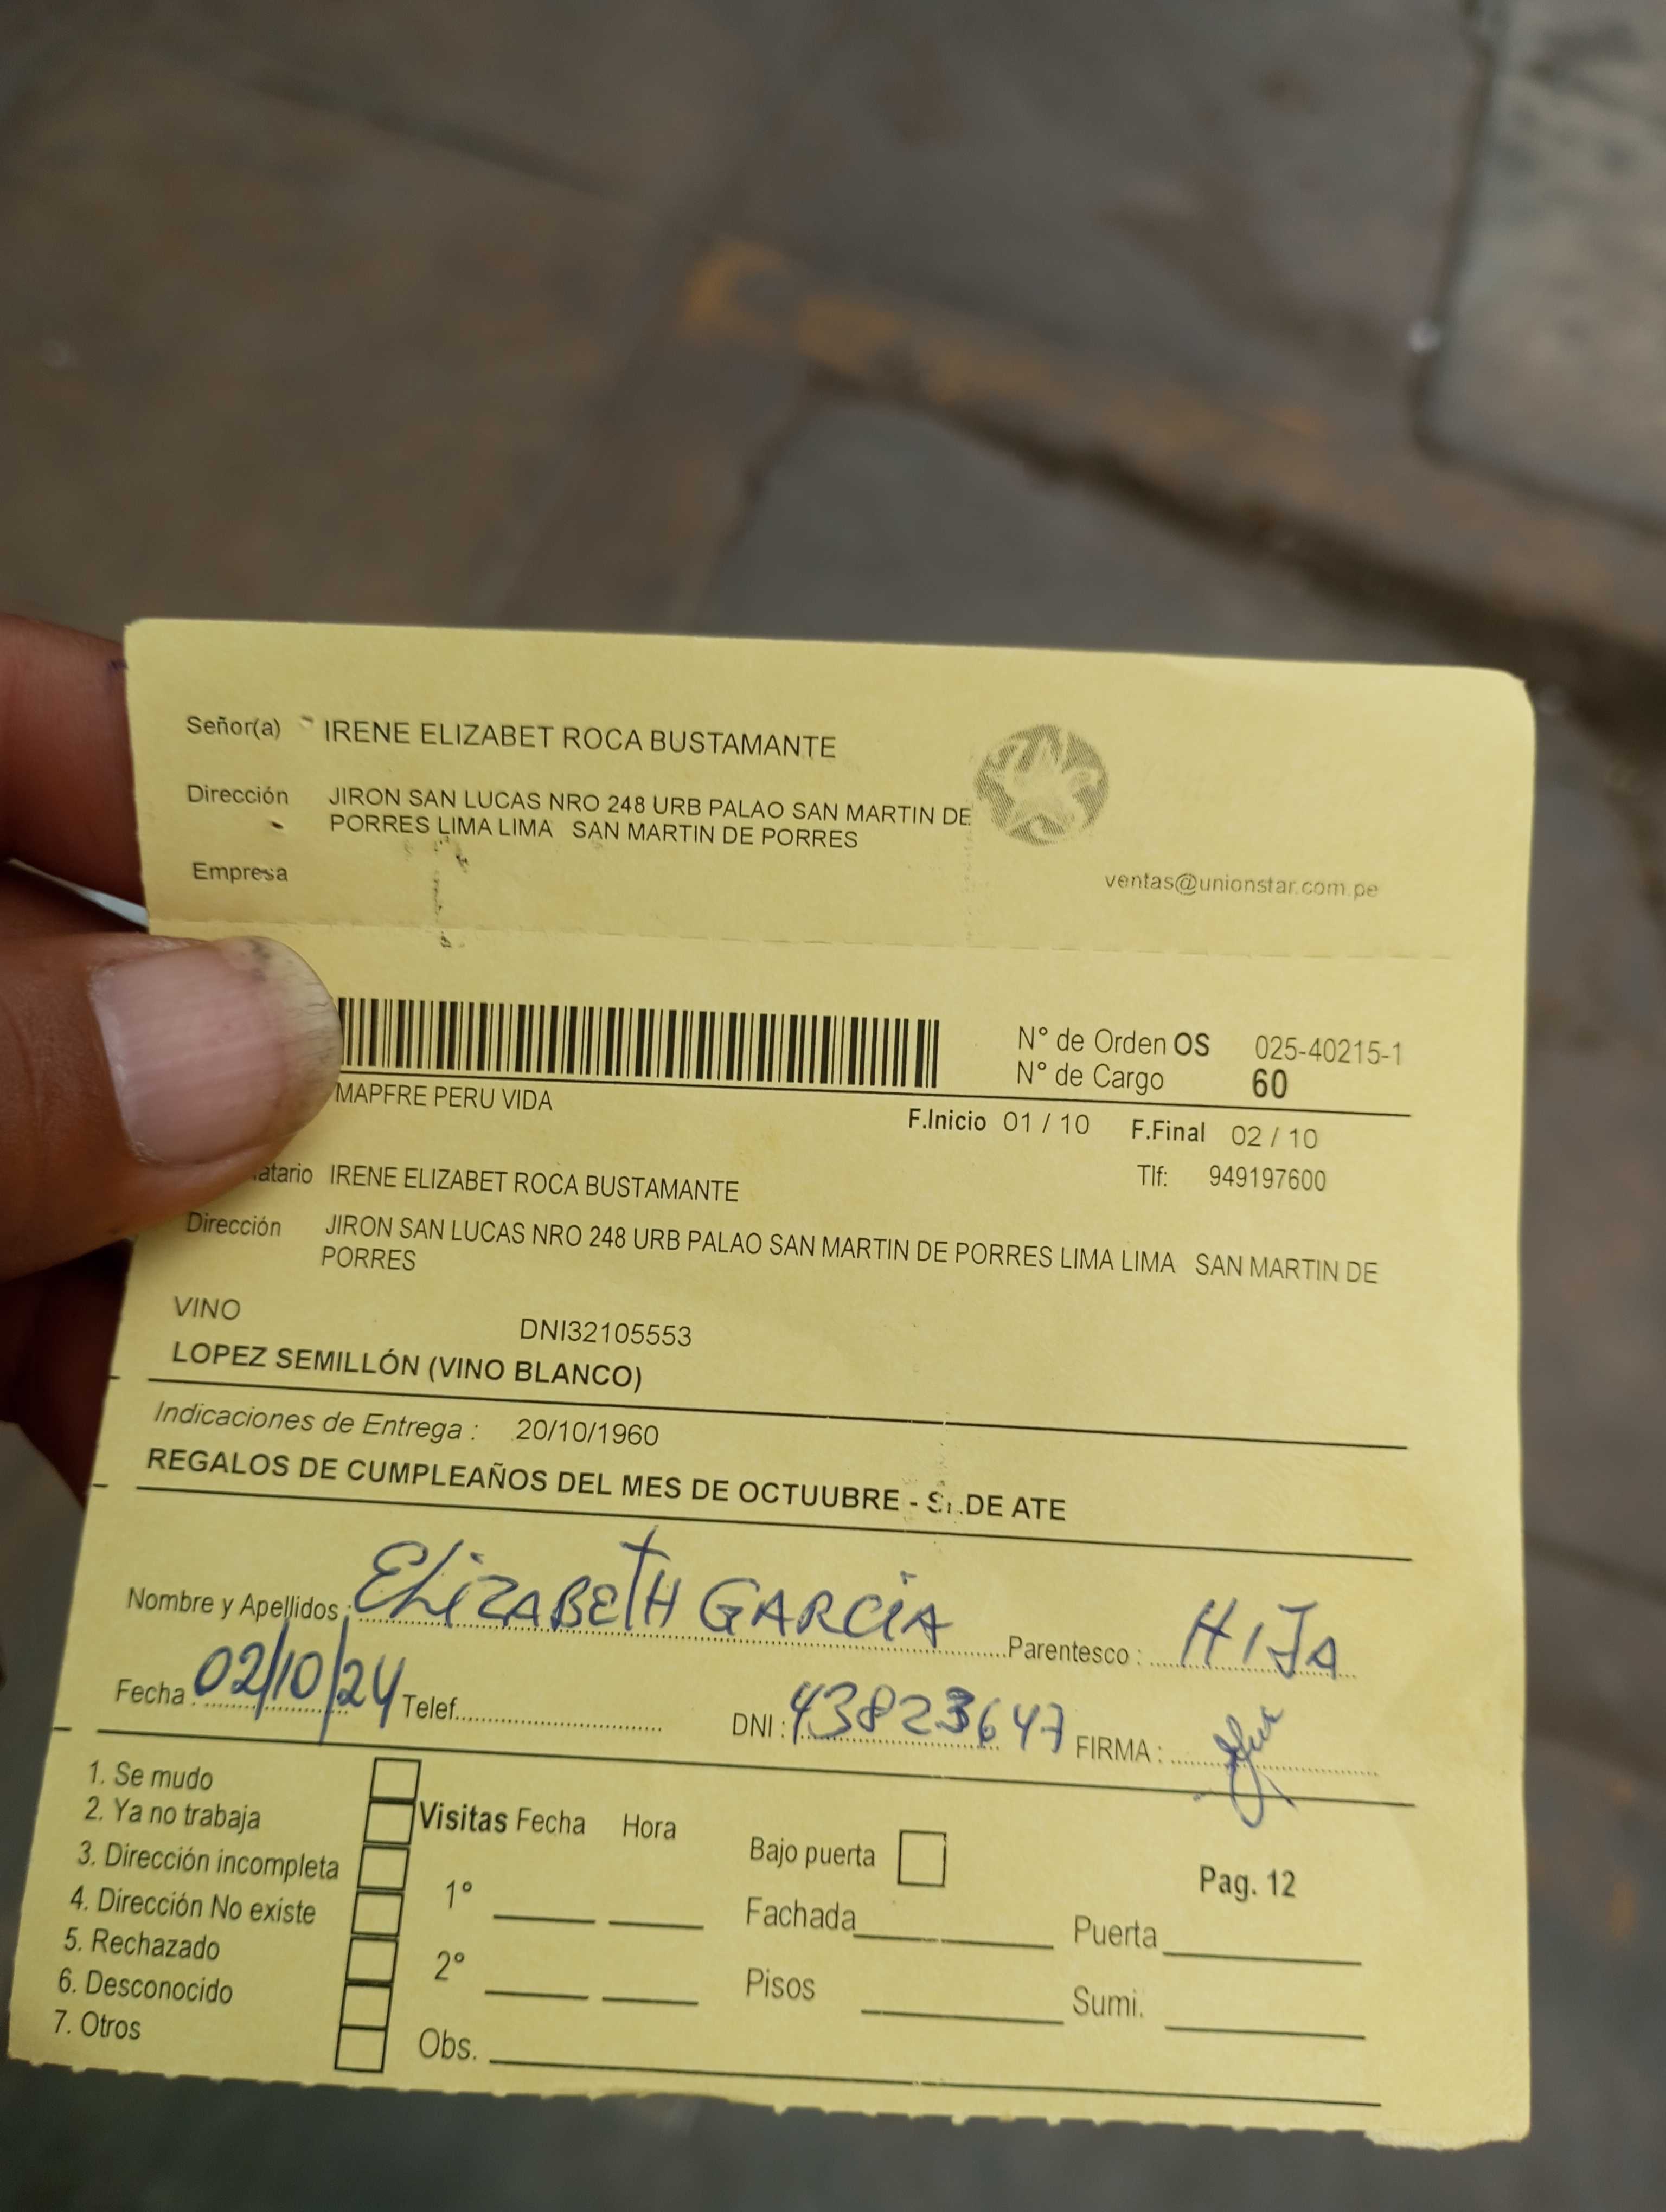 Señor(a) IRENE ELIZABET ROCA BUSTAMANTE
Dirección JIRON SAN LUCAS NRO 248 URB PALAO SAN MARTIN DE
PORRES LIMA LIMA SAN MARTIN DE PORRES
Empresa
ventas@unionstar.com.pe
N° de Orden OS 025-40215-1
N° de Cargo 60
MAPFRE PERU VIDA
F.Inicio 01 / 10 F.Final 02 / 10
atario IRENE ELIZABET ROCA BUSTAMANTE Tlf: 949197600
Dirección JIRON SAN LUCAS NRO 248 URB PALAO SAN MARTIN DE PORRES LIMA LIMA SAN MARTIN DE
PORRES
VINO DNI32105553
LOPEZ SEMILLÓN (VINO BLANCO)
Indicaciones de Entrega : 20/10/1960
REGALOS DE CUMPLEAÑOS DEL MES DE OCTUUBRE - DE ATE
Nombre y Apellidos : ELIZABETH GARCIA Parentesco : HIJA
Fecha : 02/10/24 Telef. DNI : 43823647 FIRMA :
1. Se mudo
2. Ya no trabaja Visitas Fecha Hora
3. Dirección incompleta Bajo puerta Pag. 12
4. Dirección No existe 1° Fachada Puerta
5. Rechazado
6. Desconocido 2° Pisos Sumi.
7. Otros Obs.